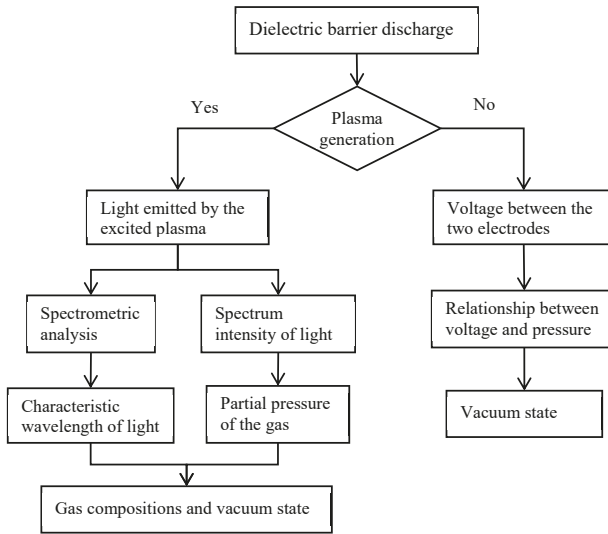 Dielectric barrier discharge
Yes
No
Plasma
generation
Light emitted by the
excited plasma
Voltage between the
two electrodes
Spectrometric
analysis
Spectrum
intensity of light
Relationship between
voltage and pressure
Characteristic
wavelength of light
Partial pressure
of the gas
Vacuum state
Gas compositions and vacuum state